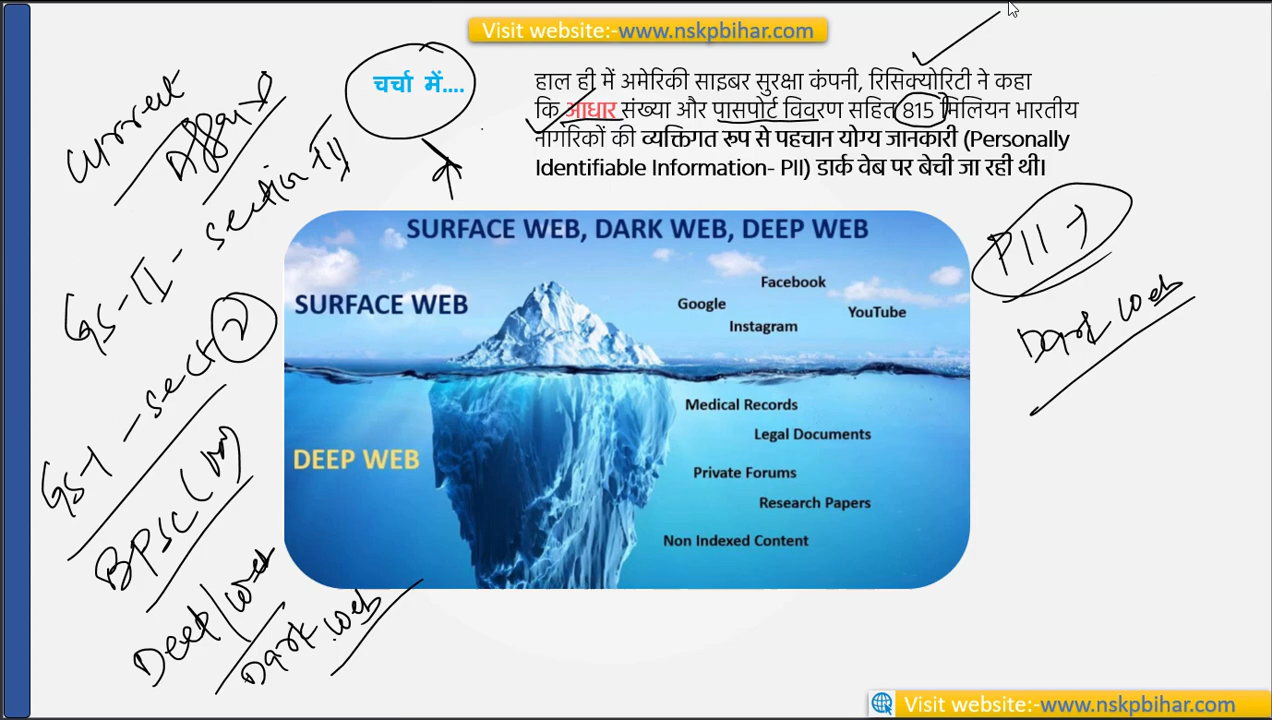 Visit website:-www.nskpbihar.com
चर्चा में....
हाल ही में अमेरिकी साइबर सुरक्षा कंपनी, रिसिक्योरिटी ने कहा
कि आधार संख्या और पासपोर्ट विवरण सहित 815 मिलियन भारतीय
नागरिकों की व्यक्तिगत रूप से पहचान योग्य जानकारी (Personally
Identifiable Information- PII) डार्क वेब पर बेची जा रही थी।
Current
Affairs
GS-II - section III
GS-I - sect 2
BPSC (M)
Deep/web
Dark web
SURFACE WEB, DARK WEB, DEEP WEB
SURFACE WEB
Facebook
Google
YouTube
Instagram
Medical Records
Legal Documents
DEEP WEB
Private Forums
Research Papers
Non Indexed Content
PII
Dark web
Visit website:-www.nskpbihar.com